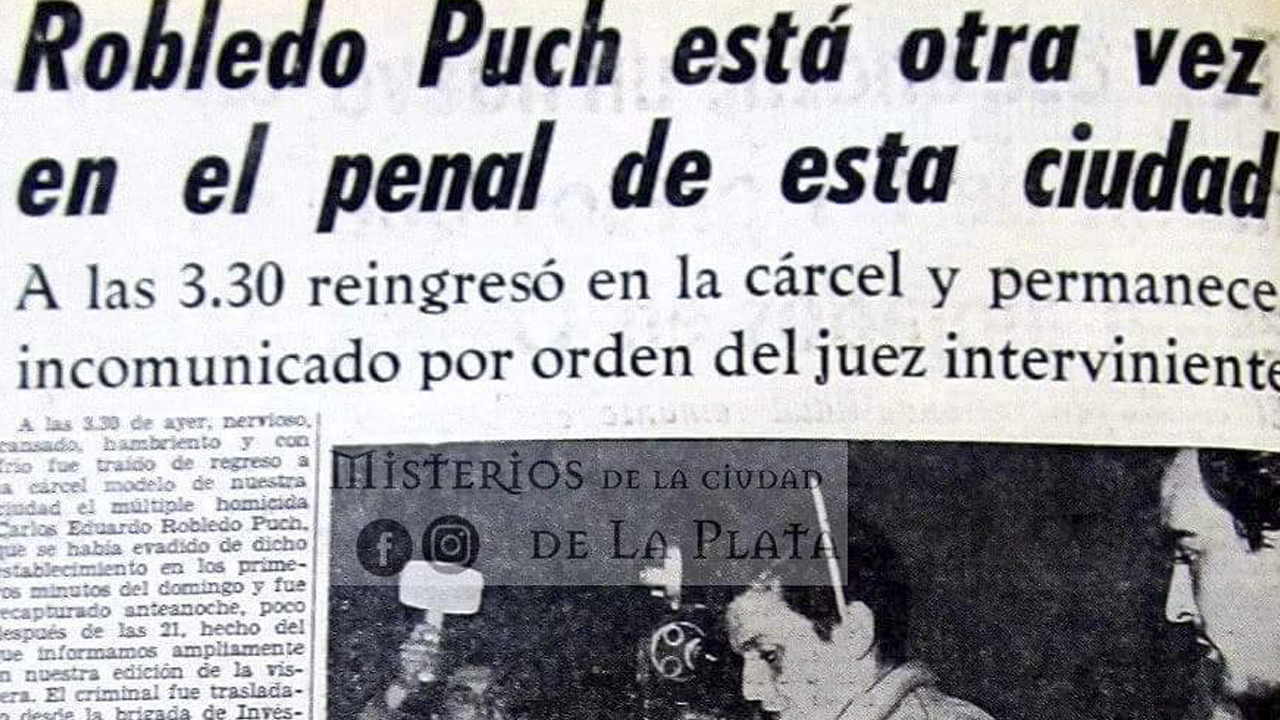 Robledo Puch está otra vez
en el penal de esta ciudad
A las 3.30 reingresó en la cárcel y permanece
incomunicado por orden del juez interviniente
A las 3.30 de ayer, nervioso,
cansado, hambriento y con
frío fue traído de regreso a
la cárcel modelo de nuestra
ciudad el múltiple homicida
Carlos Eduardo Robledo Puch,
que se había evadido de dicho
establecimiento en los prime-
ros minutos del domingo y fue
recapturado anteanoche, poco
después de las 21, hecho del
que informamos ampliamente
en nuestra edición de la vís-
pera. El criminal fue traslada-
do desde la brigada de Inves-
Misterios de la ciudad
de La Plata